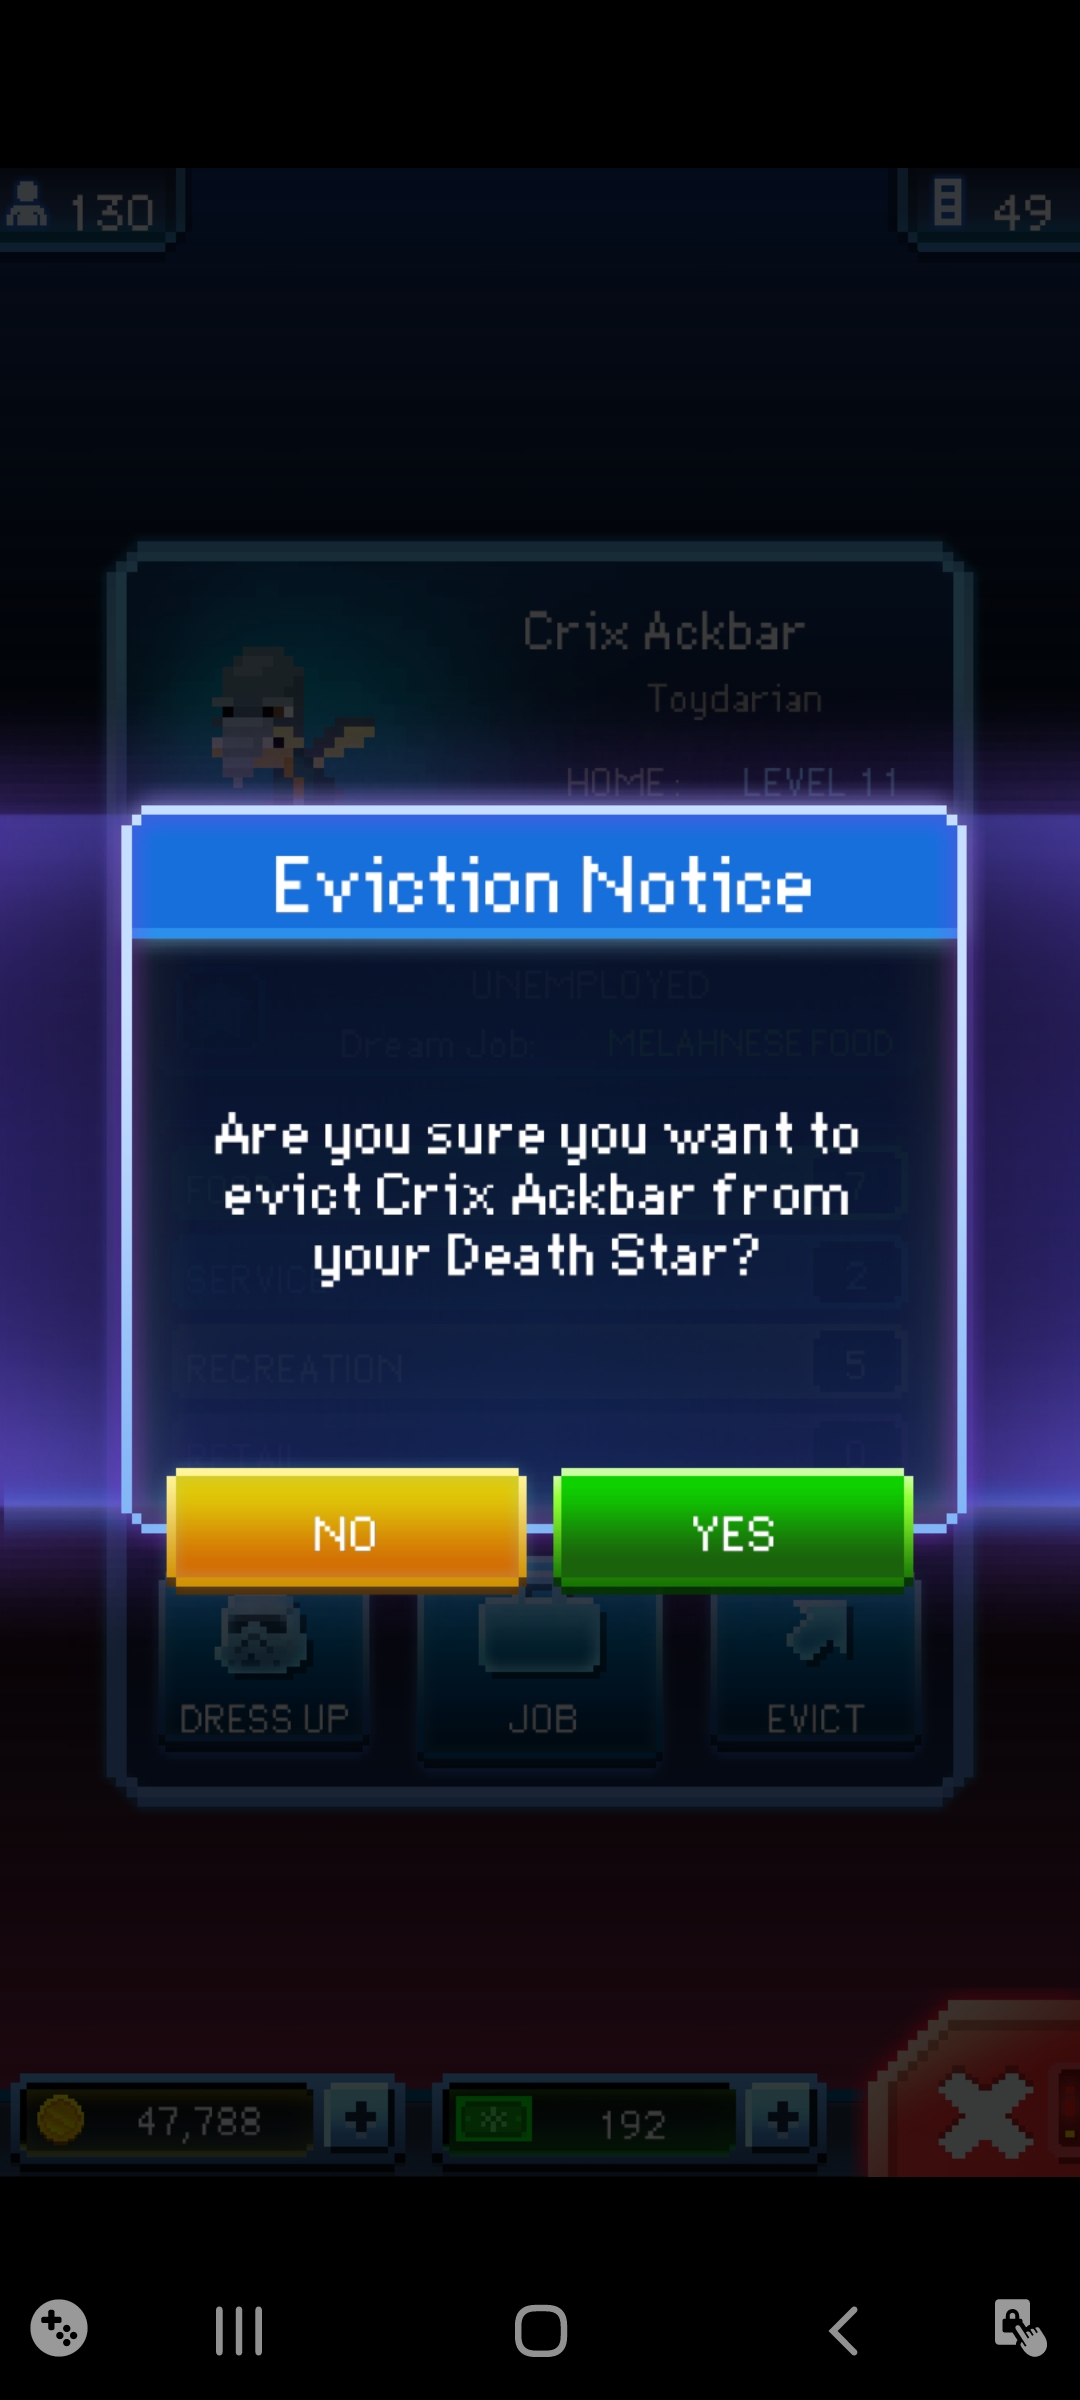 130
49
Crix Ackbar
Toydarian
HOME: LEVEL 11
Eviction Notice
UNEMPLOYED
Dream Job: MELAHNESE FOOD
Are you sure you want to
evict Crix Ackbar from
your Death Star?
7
SERVICE
2
RECREATION
5
RETAIL
0
NO
YES
DRESS UP
JOB
EVICT
47,788
192